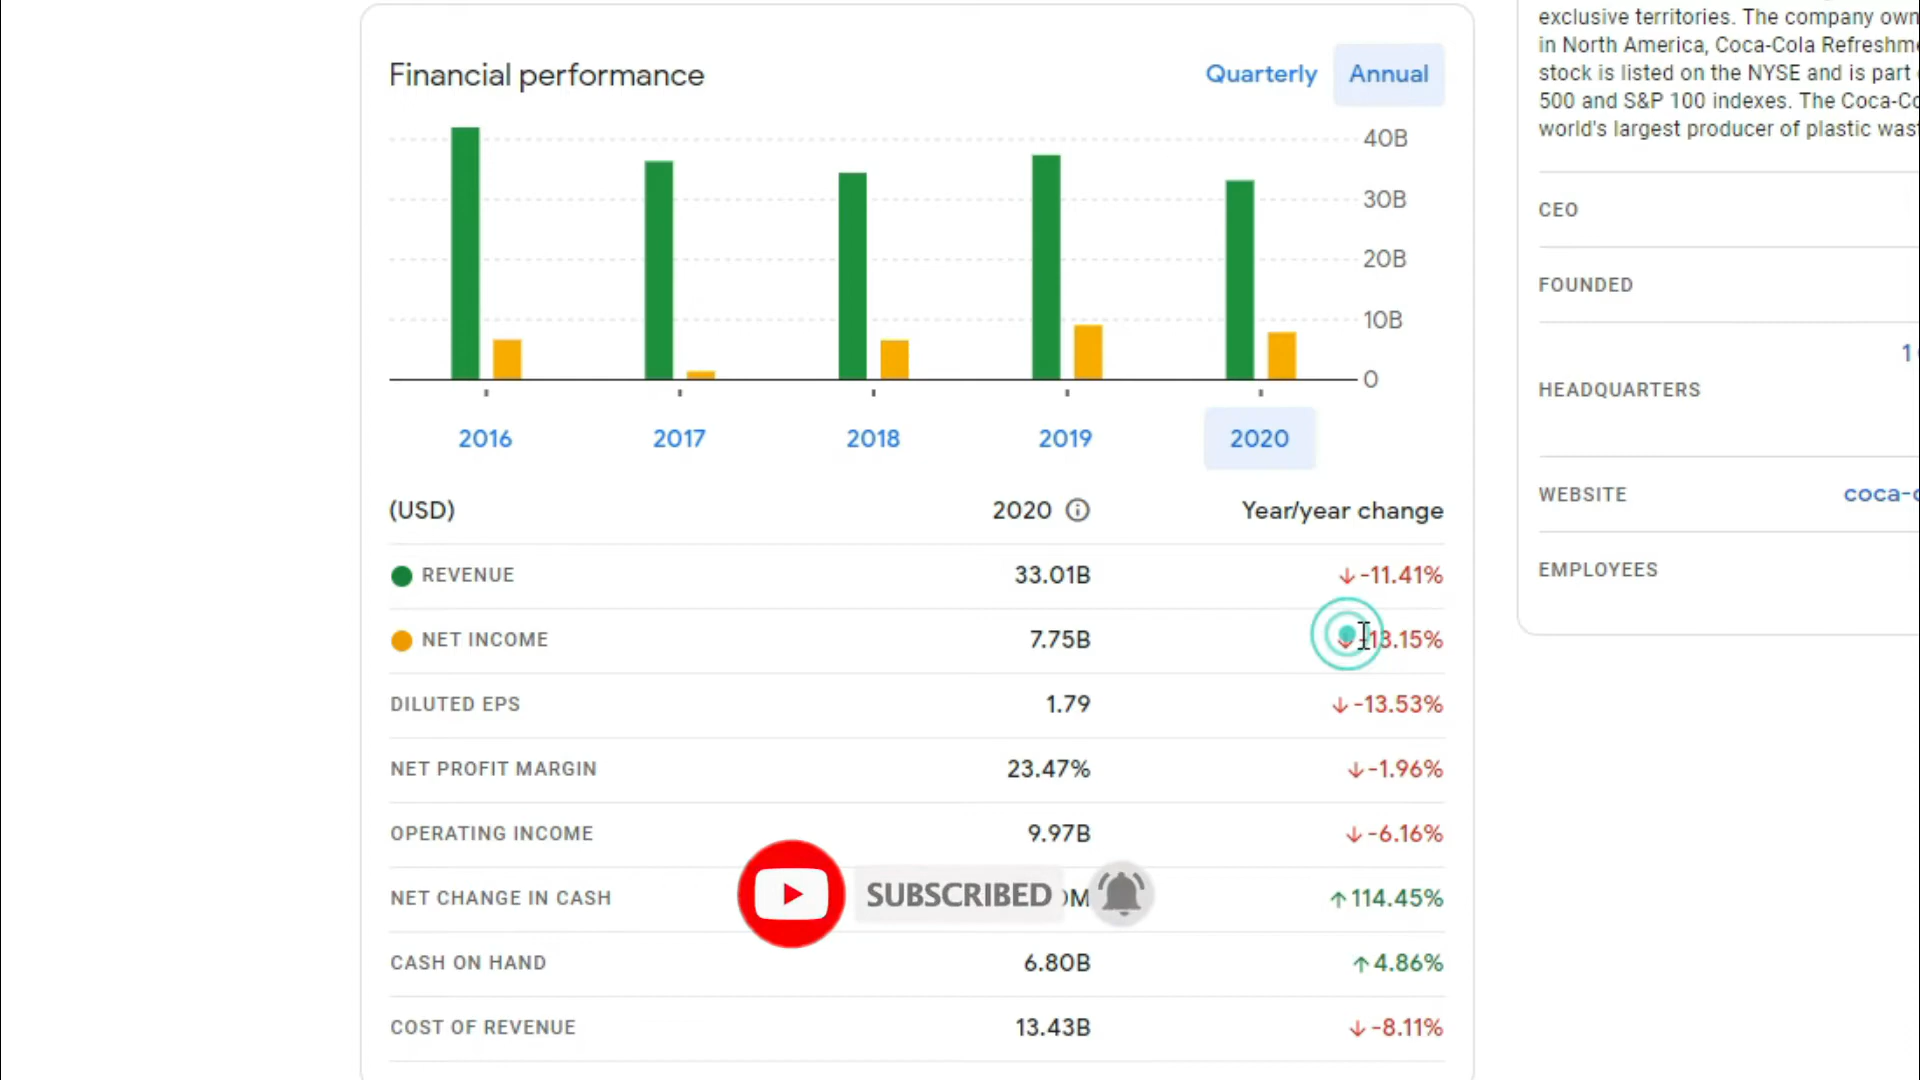 Financial performance
Quarterly
Annual
40B
30B
20B
10B
0
2016
2017
2018
2019
2020
(USD)
2020
Year/year change
REVENUE
33.01B
-11.41%
NET INCOME
7.75B
-13.15%
DILUTED EPS
1.79
-13.53%
NET PROFIT MARGIN
23.47%
-1.96%
OPERATING INCOME
9.97B
-6.16%
NET CHANGE IN CASH
M
114.45%
SUBSCRIBED
CASH ON HAND
6.80B
4.86%
COST OF REVENUE
13.43B
-8.11%
exclusive territories. The company own
in North America, Coca-Cola Refreshm
stock is listed on the NYSE and is part
500 and S&P 100 indexes. The Coca-Co
world's largest producer of plastic was
CEO
FOUNDED
HEADQUARTERS
1
WEBSITE
coca-c
EMPLOYEES